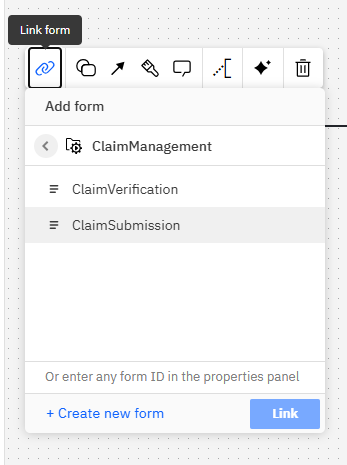 Link form
Add form
ClaimManagement
ClaimVerification
ClaimSubmission
Or enter any form ID in the properties panel
+ Create new form
Link